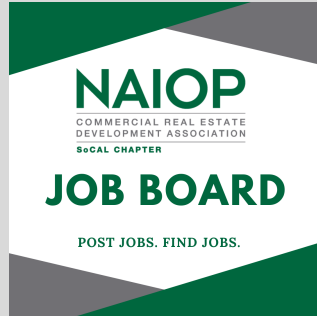 NAIOP
COMMERCIAL REAL ESTATE
DEVELOPMENT ASSOCIATION
SoCAL CHAPTER
JOB BOARD
POST JOBS. FIND JOBS.